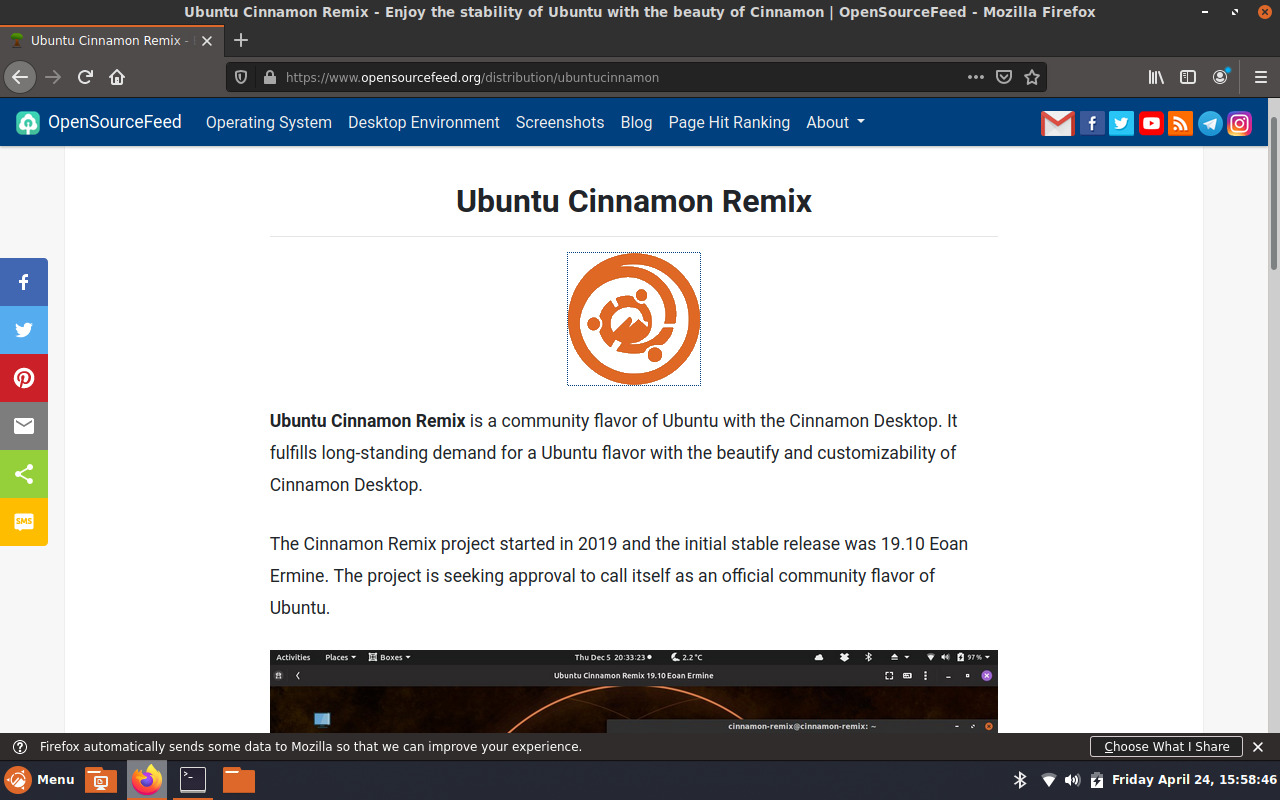 Ubuntu Cinnamon Remix - Enjoy the stability of Ubuntu with the beauty of Cinnamon | OpenSourceFeed - Mozilla Firefox
Ubuntu Cinnamon Remix -
https://www.opensourcefeed.org/distribution/ubuntucinnamon
OpenSourceFeed Operating System Desktop Environment Screenshots Blog Page Hit Ranking About
Ubuntu Cinnamon Remix
Ubuntu Cinnamon Remix is a community flavor of Ubuntu with the Cinnamon Desktop. It
fulfills long-standing demand for a Ubuntu flavor with the beautify and customizability of
Cinnamon Desktop.
The Cinnamon Remix project started in 2019 and the initial stable release was 19.10 Eoan
Ermine. The project is seeking approval to call itself as an official community flavor of
Ubuntu.
SMS
Activities Places Boxes Thu Dec 5 20:33:23 2.2 °C 97 %
Ubuntu Cinnamon Remix 19.10 Eoan Ermine
cinnamon-remix@cinnamon-remix: ~
Firefox automatically sends some data to Mozilla so that we can improve your experience. Choose What I Share
Menu Friday April 24, 15:58:46